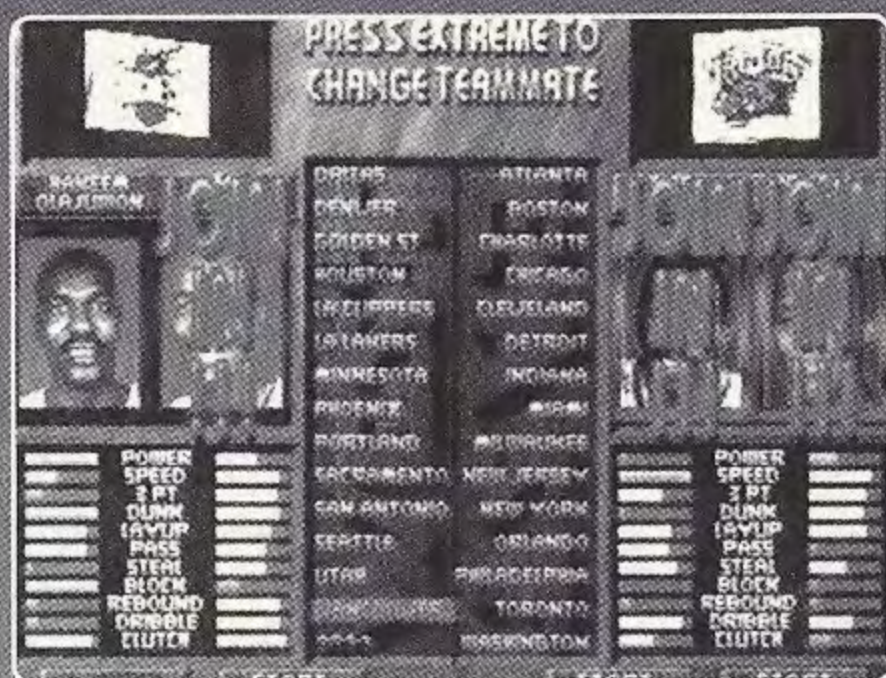 PRESS EXTREME TO
CHANGE TEAMMATE
HAKEEM
OLAJUWON
DALLAS ATLANTA
DENVER BOSTON
GOLDEN ST CHARLOTTE
HOUSTON CHICAGO
LA CLIPPERS CLEVELAND
LA LAKERS DETROIT
MINNESOTA INDIANA
PHOENIX MIAMI
PORTLAND MILWAUKEE
SACRAMENTO NEW JERSEY
SAN ANTONIO NEW YORK
SEATTLE ORLANDO
UTAH PHILADELPHIA
VANCOUVER TORONTO
WASHINGTON
POWER
SPEED
3 PT
DUNK
LAYUP
PASS
STEAL
BLOCK
REBOUND
DRIBBLE
CLUTCH
POWER
SPEED
3 PT
DUNK
LAYUP
PASS
STEAL
BLOCK
REBOUND
DRIBBLE
CLUTCH